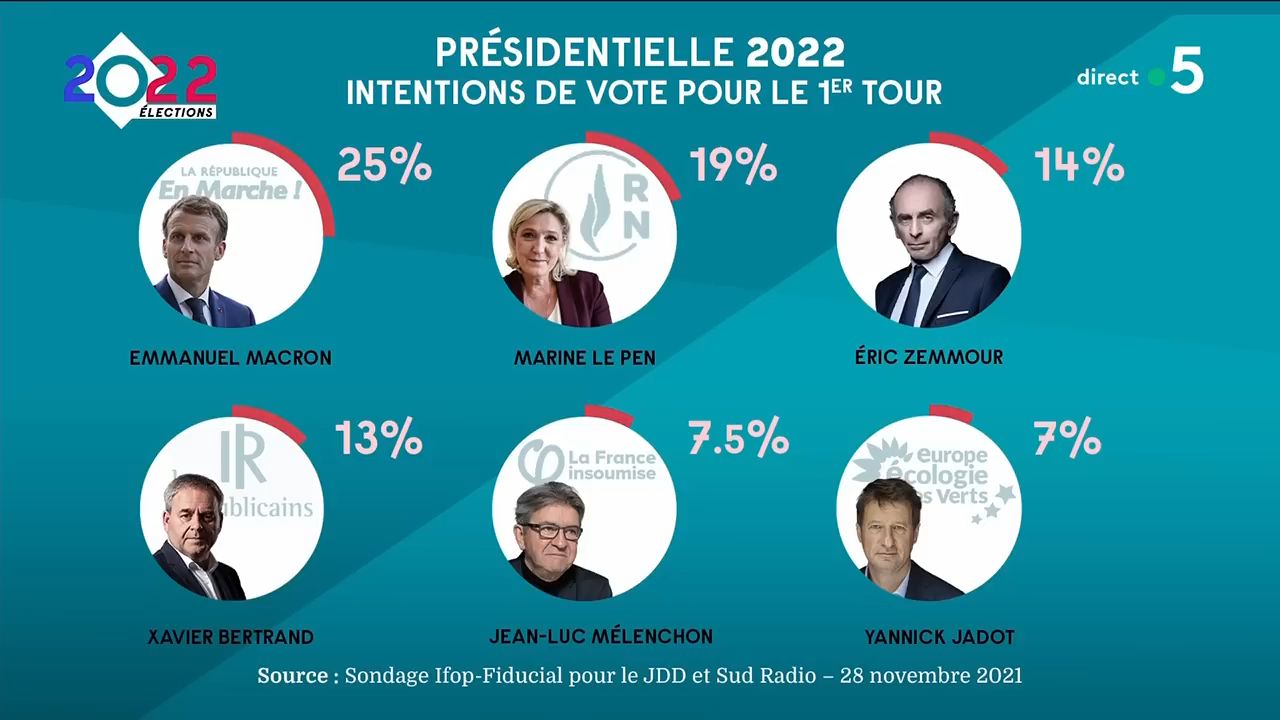 PRÉSIDENTIELLE 2022
INTENTIONS DE VOTE POUR LE 1ER TOUR
2022
ÉLECTIONS
direct 5
LA RÉPUBLIQUE
En Marche !
25%
EMMANUEL MACRON
RN
19%
MARINE LE PEN
14%
ÉRIC ZEMMOUR
lR
publicains
13%
XAVIER BERTRAND
La France
insoumise
7.5%
JEAN-LUC MÉLENCHON
europe
écologie
es Verts
7%
YANNICK JADOT
Source : Sondage Ifop-Fiducial pour le JDD et Sud Radio – 28 novembre 2021